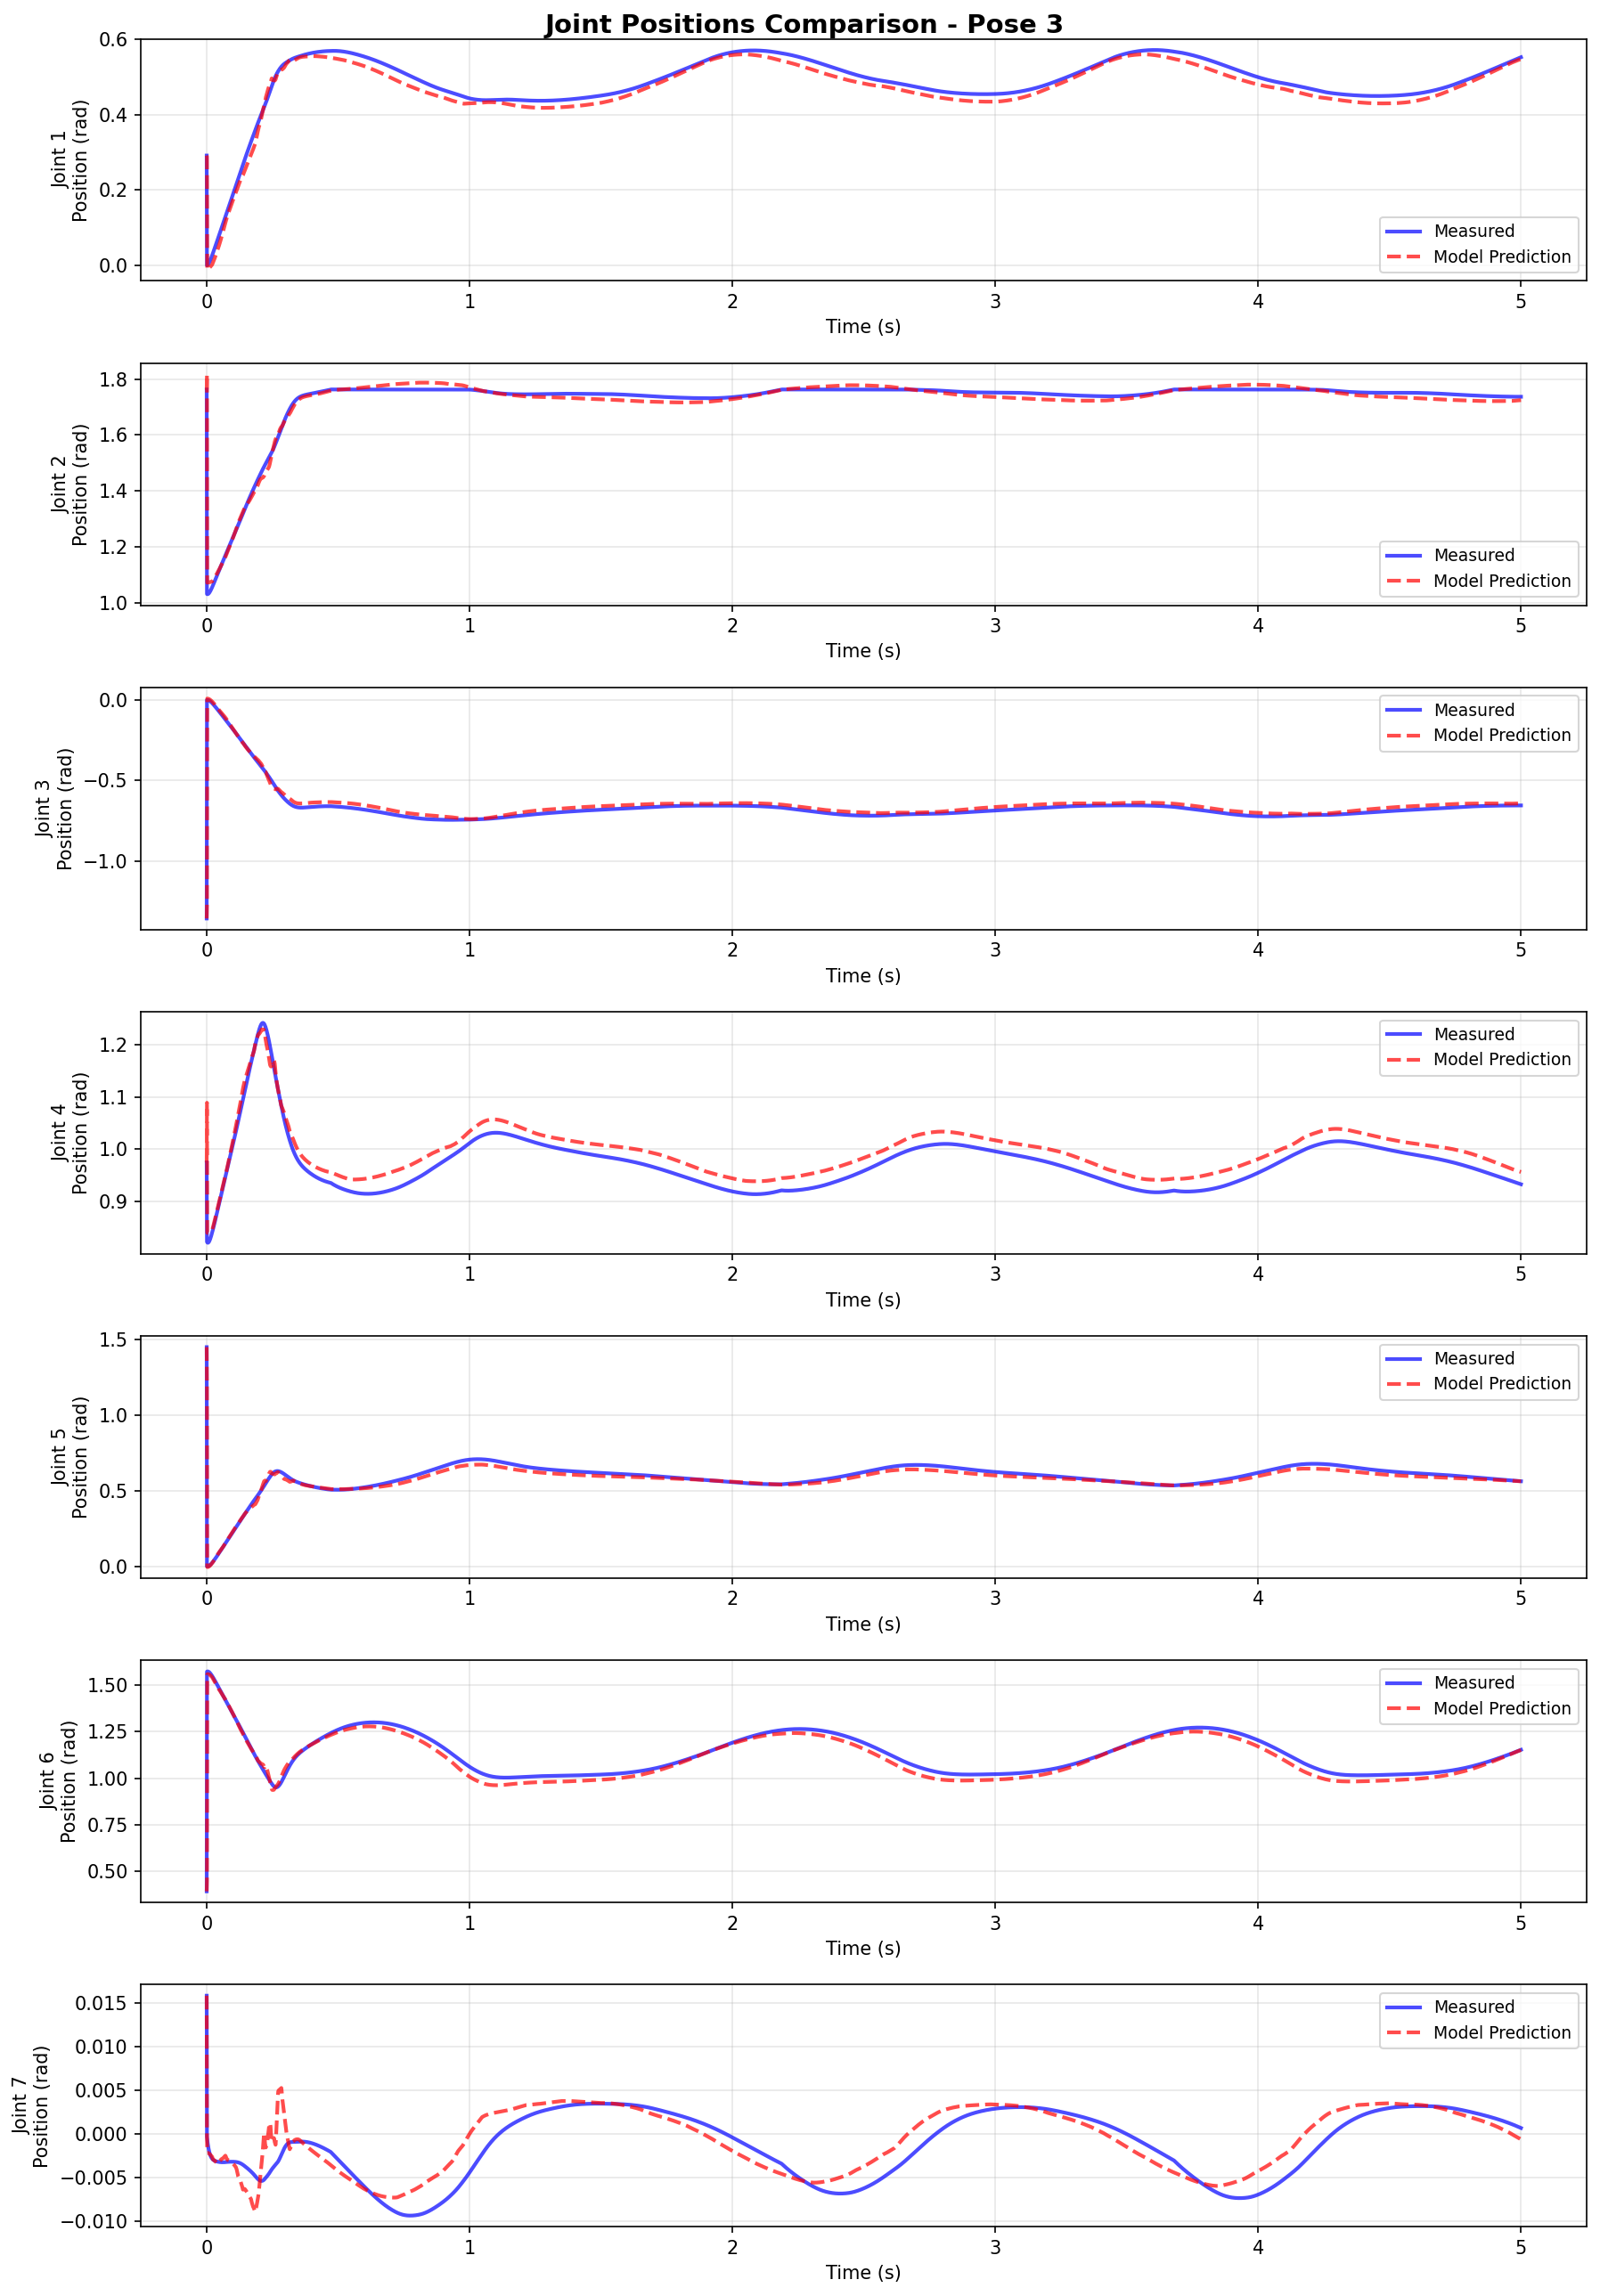 Joint Positions Comparison - Pose 3
Joint 1
Position (rad)
0.6
0.4
0.2
0.0
Measured
Model Prediction
0 1 2 3 4 5
Time (s)
Joint 2
Position (rad)
1.8
1.6
1.4
1.2
1.0
Measured
Model Prediction
0 1 2 3 4 5
Time (s)
Joint 3
Position (rad)
0.0
−0.5
−1.0
Measured
Model Prediction
0 1 2 3 4 5
Time (s)
Joint 4
Position (rad)
1.2
1.1
1.0
0.9
Measured
Model Prediction
0 1 2 3 4 5
Time (s)
Joint 5
Position (rad)
1.5
1.0
0.5
0.0
Measured
Model Prediction
0 1 2 3 4 5
Time (s)
Joint 6
Position (rad)
1.50
1.25
1.00
0.75
0.50
Measured
Model Prediction
0 1 2 3 4 5
Time (s)
Joint 7
Position (rad)
0.015
0.010
0.005
0.000
−0.005
−0.010
Measured
Model Prediction
0 1 2 3 4 5
Time (s)